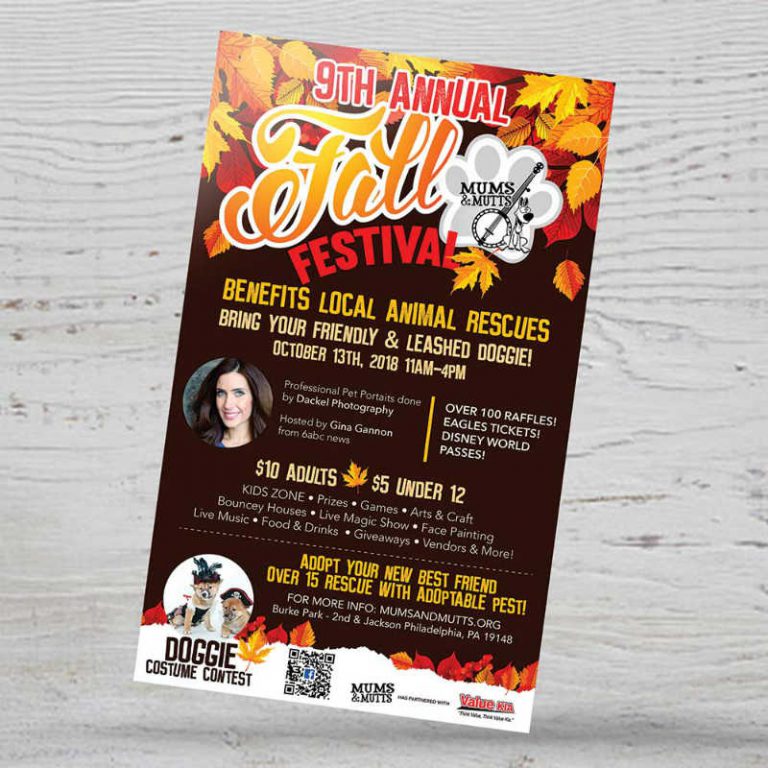 9TH ANNUAL
Fall
FESTIVAL
MUMS
& MUTTS
BENEFITS LOCAL ANIMAL RESCUES
BRING YOUR FRIENDLY & LEASHED DOGGIE!
OCTOBER 13TH, 2018 11AM-4PM
Professional Pet Portaits done
by Dackel Photography
Hosted by Gina Gannon
from 6abc news
OVER 100 RAFFLES!
EAGLES TICKETS!
DISNEY WORLD
PASSES!
$10 ADULTS $5 UNDER 12
KIDS ZONE • Prizes • Games • Arts & Craft
Bouncey Houses • Live Magic Show • Face Painting
Live Music • Food & Drinks • Giveaways • Vendors & More!
ADOPT YOUR NEW BEST FRIEND
OVER 15 RESCUE WITH ADOPTABLE PEST!
FOR MORE INFO: MUMSANDMUTTS.ORG
Burke Park - 2nd & Jackson Philadelphia, PA 19148
DOGGIE
COSTUME CONTEST
MUMS
& MUTTS
HAS PARTNERED WITH
Value KIA
"Think Value, Think Value Kia."